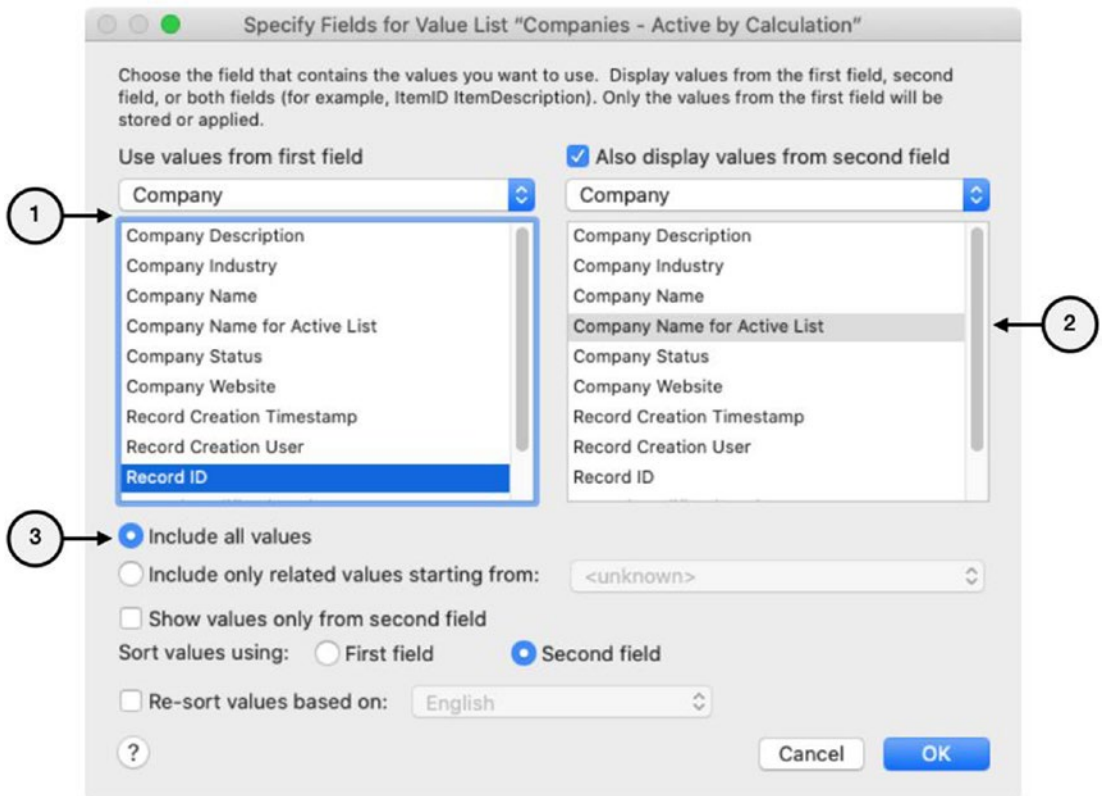 Specify Fields for Value List “Companies - Active by Calculation”
Choose the field that contains the values you want to use. Display values from the first field, second
field, or both fields (for example, ItemID ItemDescription). Only the values from the first field will be
stored or applied.
Use values from first field
Also display values from second field
1
Company
Company
Company Description
Company Industry
Company Name
Company Name for Active List
Company Status
Company Website
Record Creation Timestamp
Record Creation User
Record ID
Company Description
Company Industry
Company Name
Company Name for Active List
Company Status
Company Website
Record Creation Timestamp
Record Creation User
Record ID
2
3
Include all values
Include only related values starting from:
<unknown>
Show values only from second field
Sort values using: First field Second field
Re-sort values based on: English
?
Cancel
OK